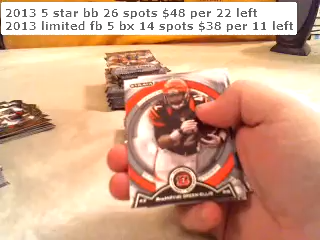 2013 5 star bb 26 spots $48 per 22 left
2013 limited fb 5 bx 14 spots $38 per 11 left